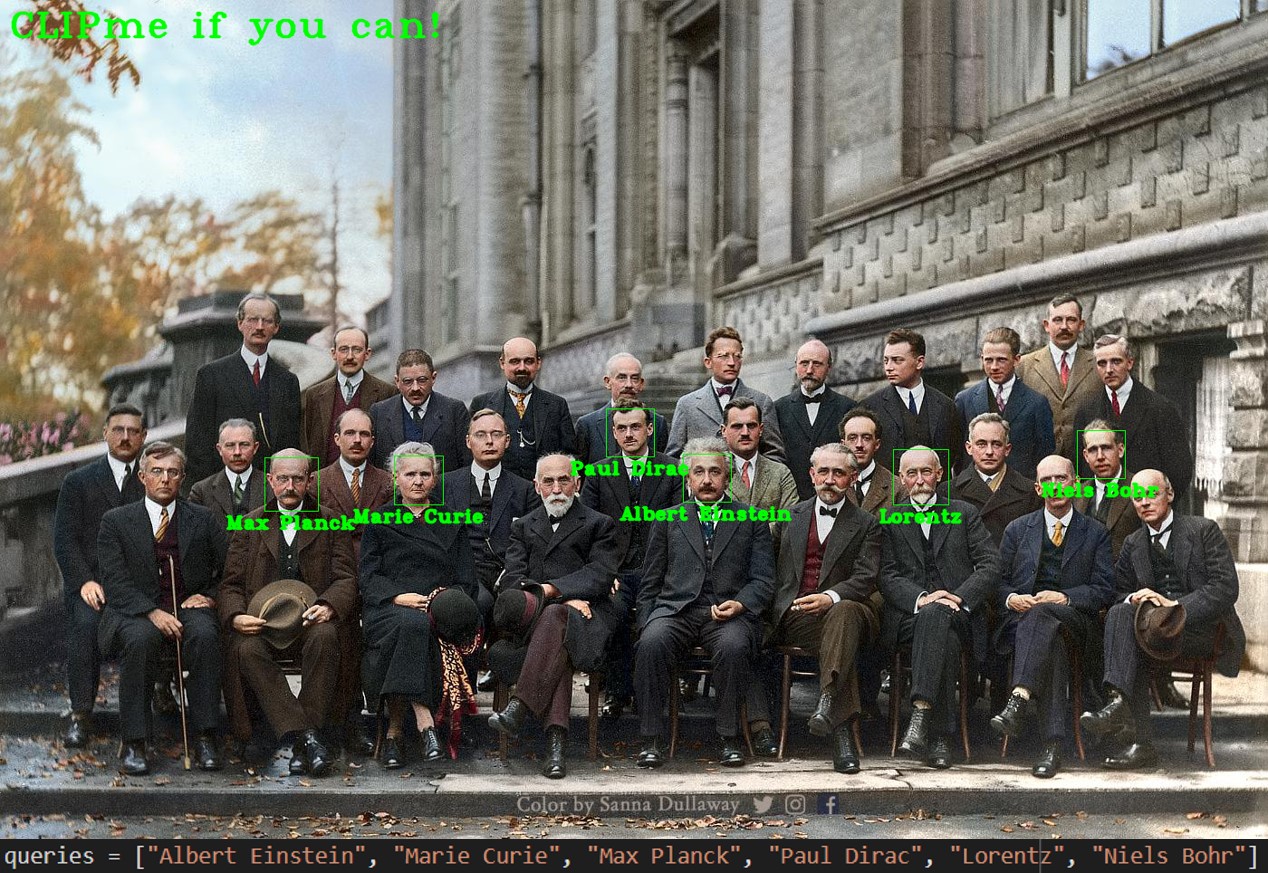 CLIPme if you can!
Paul Dirac
Niels Bohr
Max Planck
Marie Curie
Albert Einstein
Lorentz
Color by Sanna Dullaway
queries = ["Albert Einstein", "Marie Curie", "Max Planck", "Paul Dirac", "Lorentz", "Niels Bohr"]